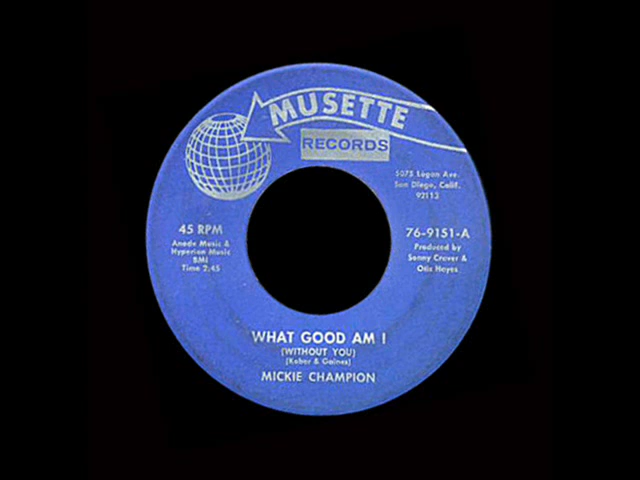 MUSETTE
RECORDS
5075 Logan Ave.
San Diego, Calif.
92113
45 RPM
Anode Music &
Hyperion Music
BMI
Time 2:45
76-9151-A
Produced by
Sonny Craver &
Otis Hayes
WHAT GOOD AM I
(WITHOUT YOU)
(Kober & Gaines)
MICKIE CHAMPION